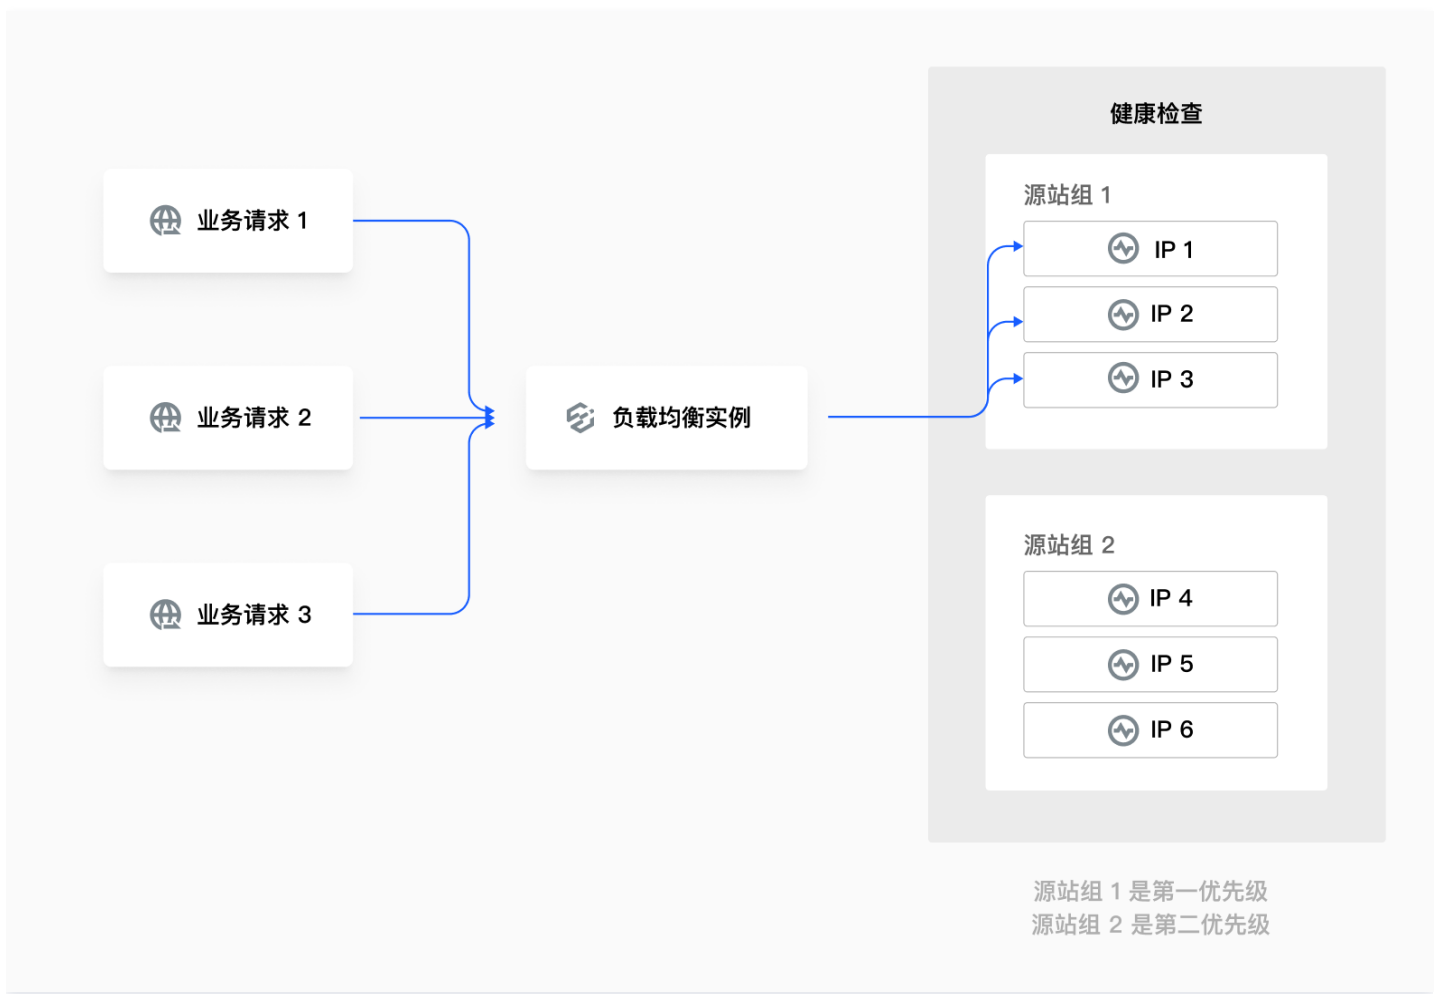 业务请求 1
业务请求 2
业务请求 3
负载均衡实例
健康检查
源站组 1
IP 1
IP 2
IP 3
源站组 2
IP 4
IP 5
IP 6
源站组 1 是第一优先级
源站组 2 是第二优先级